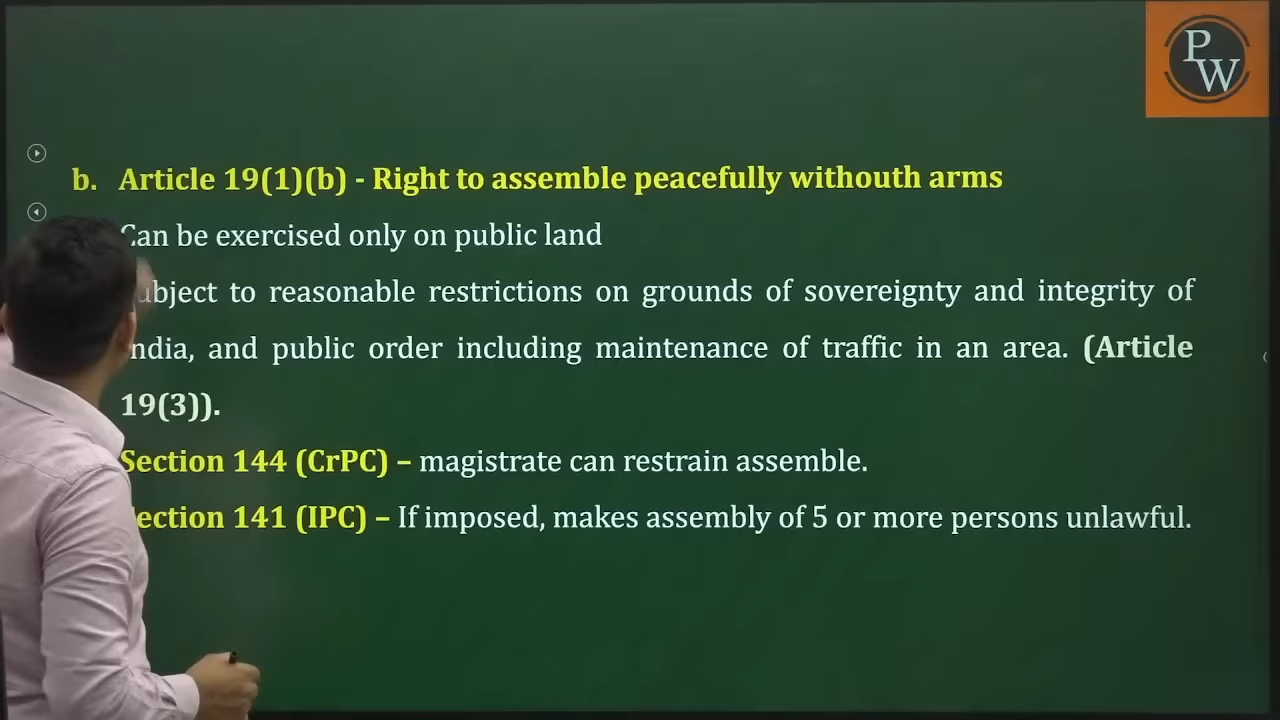 PW
b. Article 19(1)(b) - Right to assemble peacefully withouth arms
Can be exercised only on public land
ubject to reasonable restrictions on grounds of sovereignty and integrity of
ndia, and public order including maintenance of traffic in an area. (Article
19(3)).
Section 144 (CrPC) – magistrate can restrain assemble.
ection 141 (IPC) – If imposed, makes assembly of 5 or more persons unlawful.